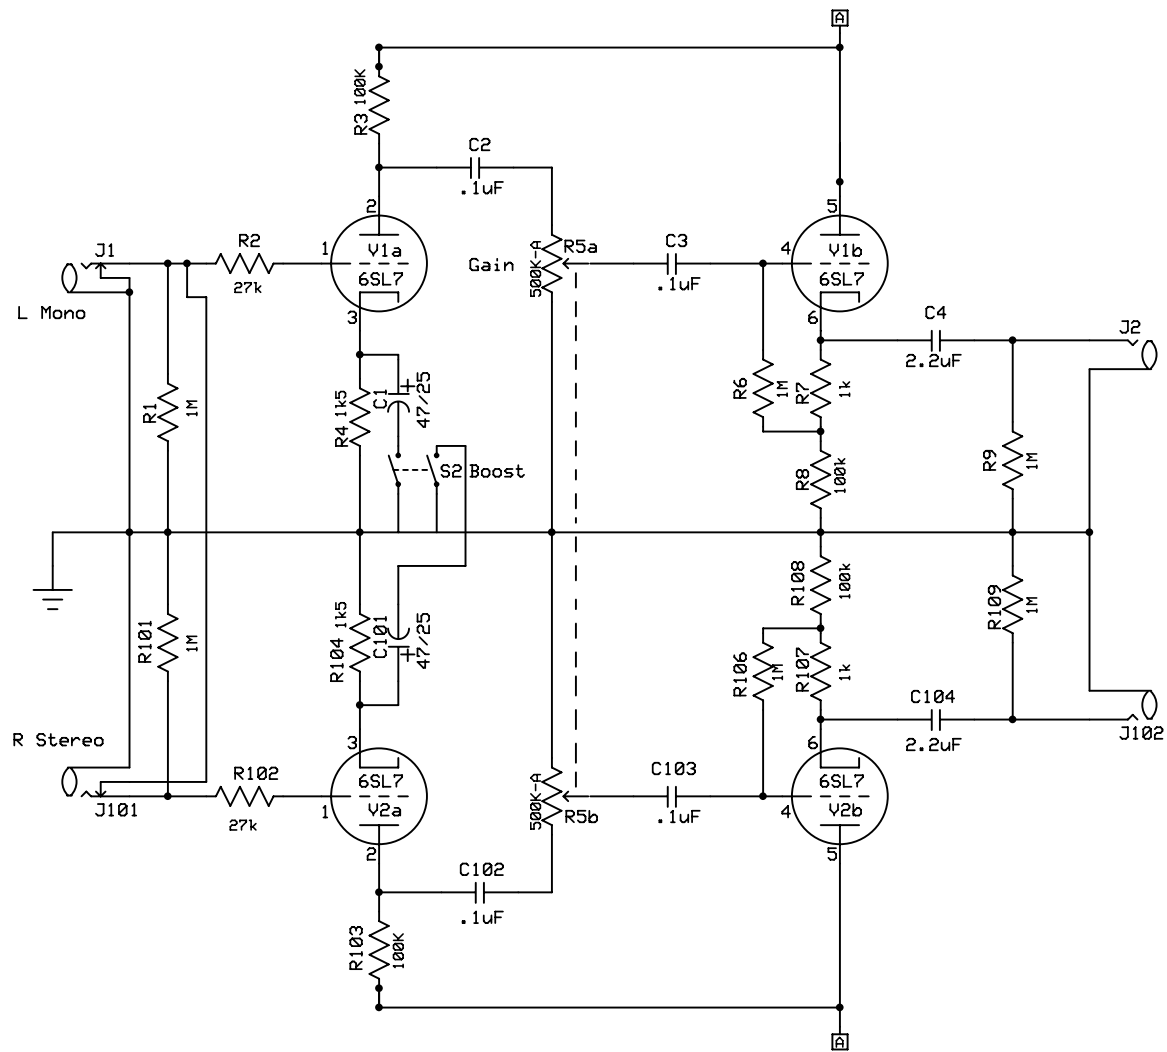 A
R3 100K
C2
.1uF
2
5
J1
R2
27k
1
V1a
6SL7
3
Gain
500K-A
R5a
C3
.1uF
4
V1b
6SL7
6
L Mono
C4
2.2uF
J2
R1
1M
R4 1k5
C1
+
47/25
R6
1M
R7
1k
S2 Boost
R8
100k
R9
1M
R101
1M
R104
1k5
C101
+
47/25
R108
100k
R109
1M
R106
1M
R107
1k
C104
2.2uF
J102
R Stereo
J101
R102
27k
1
3
6SL7
V2a
2
500K-A
R5b
C103
.1uF
4
6
6SL7
V2b
5
C102
.1uF
R103
100K
A